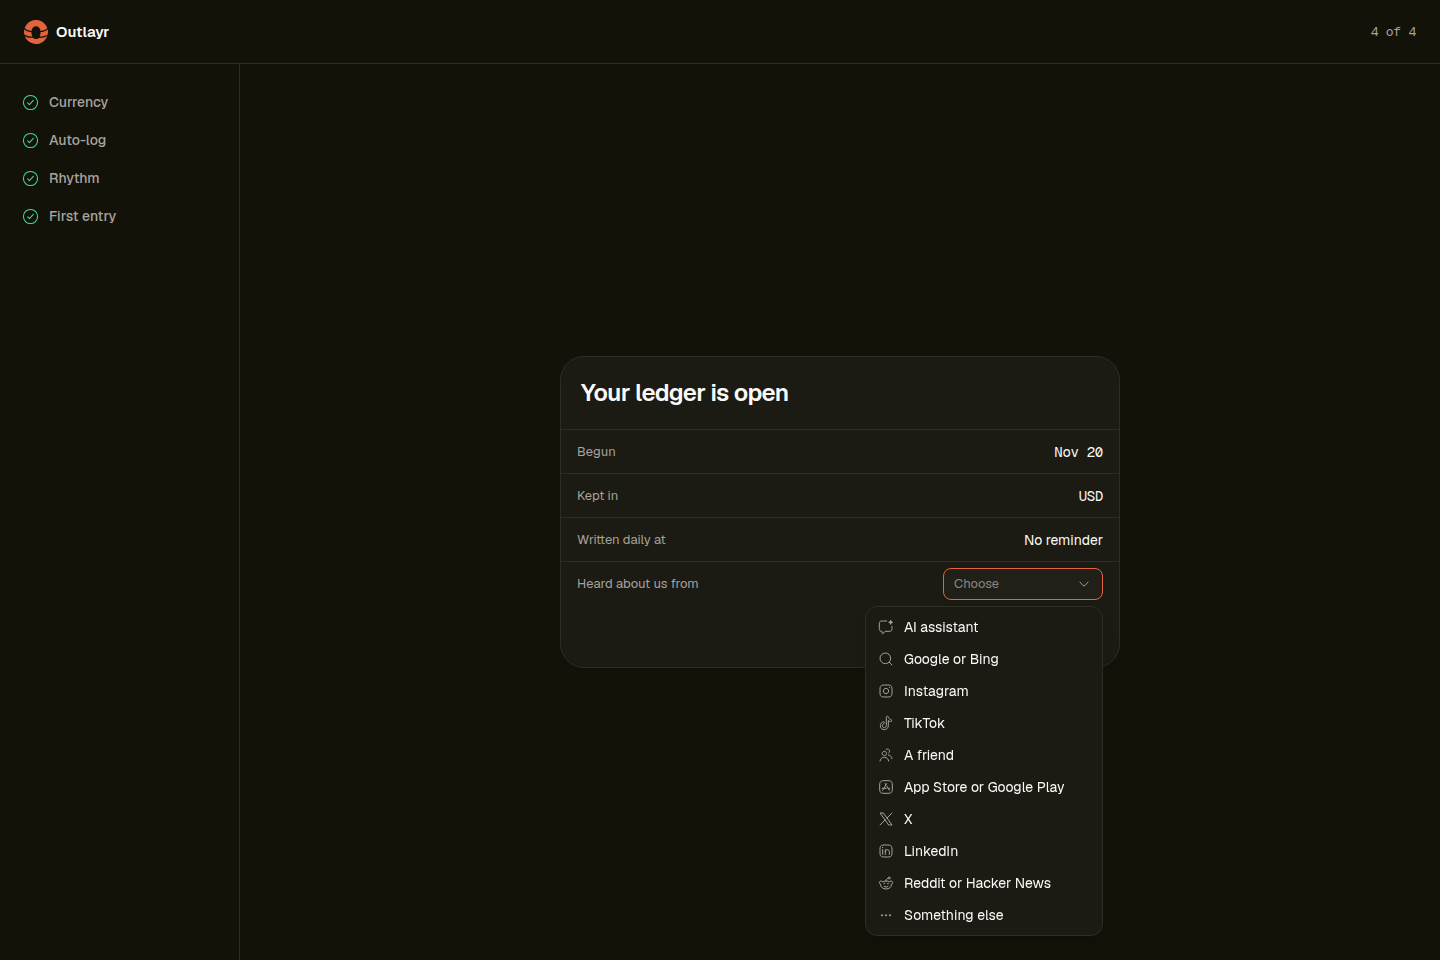 Outlayr
4 of 4
Currency
Auto-log
Rhythm
First entry
Your ledger is open
Begun
Nov 20
Kept in
USD
Written daily at
No reminder
Heard about us from
Choose
AI assistant
Google or Bing
Instagram
TikTok
A friend
App Store or Google Play
X
LinkedIn
Reddit or Hacker News
Something else